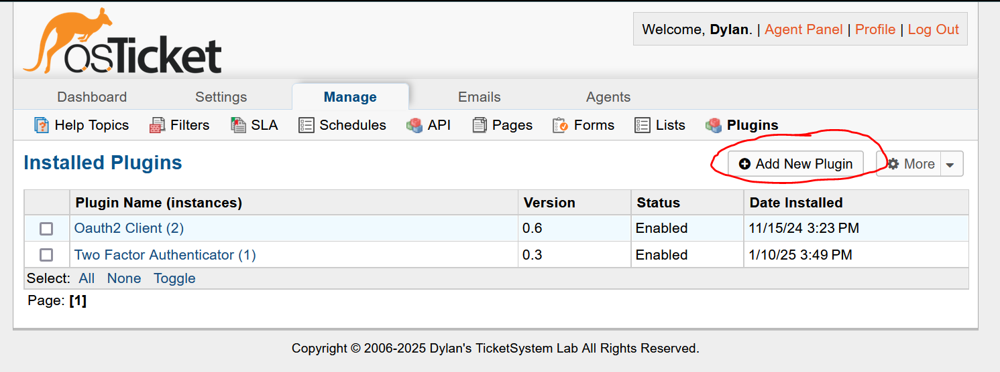 osTicket
Welcome, Dylan. | Agent Panel | Profile | Log Out
Dashboard Settings Manage Emails Agents
Help Topics Filters SLA Schedules API Pages Forms Lists Plugins
Installed Plugins Add New Plugin More
Plugin Name (instances) Version Status Date Installed
Oauth2 Client (2) 0.6 Enabled 11/15/24 3:23 PM
Two Factor Authenticator (1) 0.3 Enabled 1/10/25 3:49 PM
Select: All None Toggle
Page: [1]
Copyright © 2006-2025 Dylan's TicketSystem Lab All Rights Reserved.